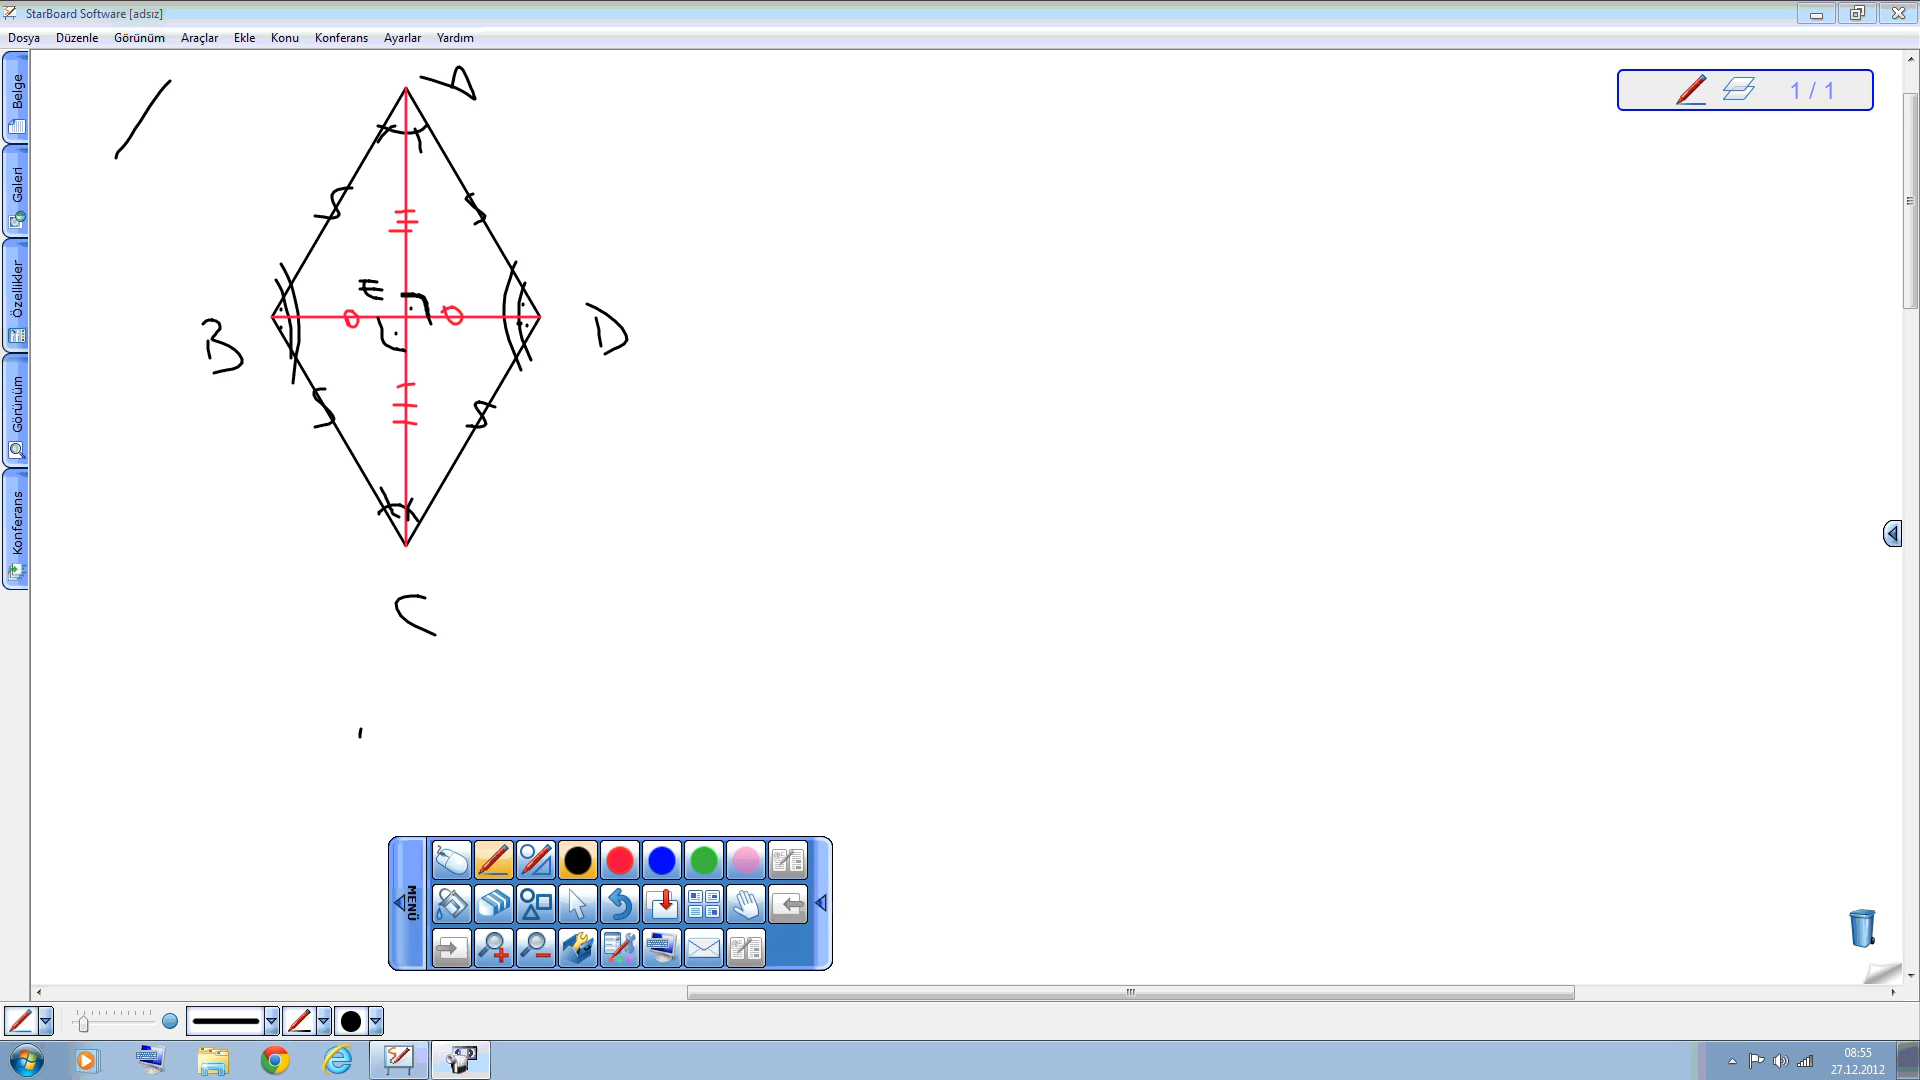 StarBoard Software [adsız]
Dosya Düzenle Görünüm Araçlar Ekle Konu Konferans Ayarlar Yardım
Belge
Galeri
Özellikler
Görünüm
Konferans
1 / 1
E
B
D
C
MENÜ
08:55
27.12.2012